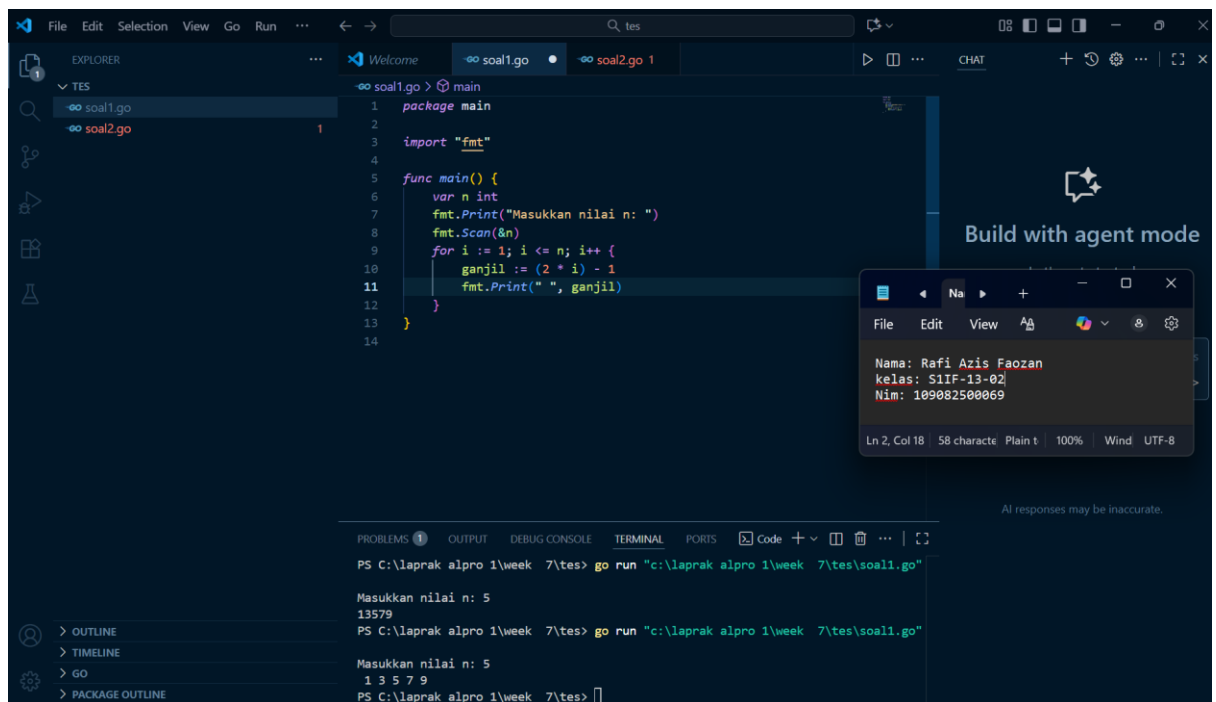 File Edit Selection View Go Run ··· tes
EXPLORER ···
TES
soal1.go
soal2.go 1
OUTLINE
TIMELINE
GO
PACKAGE OUTLINE
Welcome soal1.go soal2.go 1
soal1.go > main
1 package main
2
3 import "fmt"
4
5 func main() {
6 var n int
7 fmt.Print("Masukkan nilai n: ")
8 fmt.Scan(&n)
9 for i := 1; i <= n; i++ {
10 ganjil := (2 * i) - 1
11 fmt.Print(" ", ganjil)
12 }
13 }
14
PROBLEMS 1 OUTPUT DEBUG CONSOLE TERMINAL PORTS Code
PS C:\laprak alpro 1\week  7\tes> go run "c:\laprak alpro 1\week  7\tes\soal1.go"
Masukkan nilai n: 5
13579
PS C:\laprak alpro 1\week  7\tes> go run "c:\laprak alpro 1\week  7\tes\soal1.go"
Masukkan nilai n: 5
 1 3 5 7 9
PS C:\laprak alpro 1\week  7\tes>
CHAT
Build with agent mode
AI responses may be inaccurate.
Na
File Edit View
Nama: Rafi Azis Faozan
kelas: S1IF-13-02
Nim: 109082500069
Ln 2, Col 18 58 characte Plain t 100% Wind UTF-8